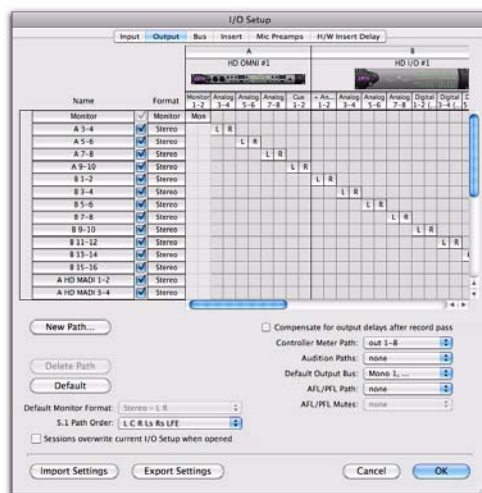 I/O Setup
Input Output Bus Insert Mic Preamps H/W Insert Delay
A B
HD OMNI #1 HD I/O #1
Name Format Monitor 1-2 Analog 3-4 Analog 5-6 Analog 7-8 Cue 1-2 1-2 Analog 3-4 Analog 5-6 Analog 7-8 Digital Digital
Monitor Monitor Mon
A 3-4 Stereo L R
A 5-6 Stereo L R
A 7-8 Stereo L R
A 9-10 Stereo L R
B 1-2 Stereo L R
B 3-4 Stereo L R
B 5-6 Stereo L R
B 7-8 Stereo L R
B 9-10 Stereo L R
B 11-12 Stereo L R
B 13-14 Stereo
B 15-16 Stereo
A HD MADI 1-2 Stereo
A HD MADI 3-4 Stereo
New Path... Compensate for output delays after record pass
Controller Meter Path: out 1-8
Delete Path Audition Paths: none
Default Default Output Bus: Mono 1, ...
AFL/PFL Path: none
Default Monitor Format: Stereo - L R AFL/PFL Mutes: none
5.1 Path Order: L C R Ls Rs LFE
Sessions overwrite current I/O Setup when opened
Import Settings Export Settings Cancel OK